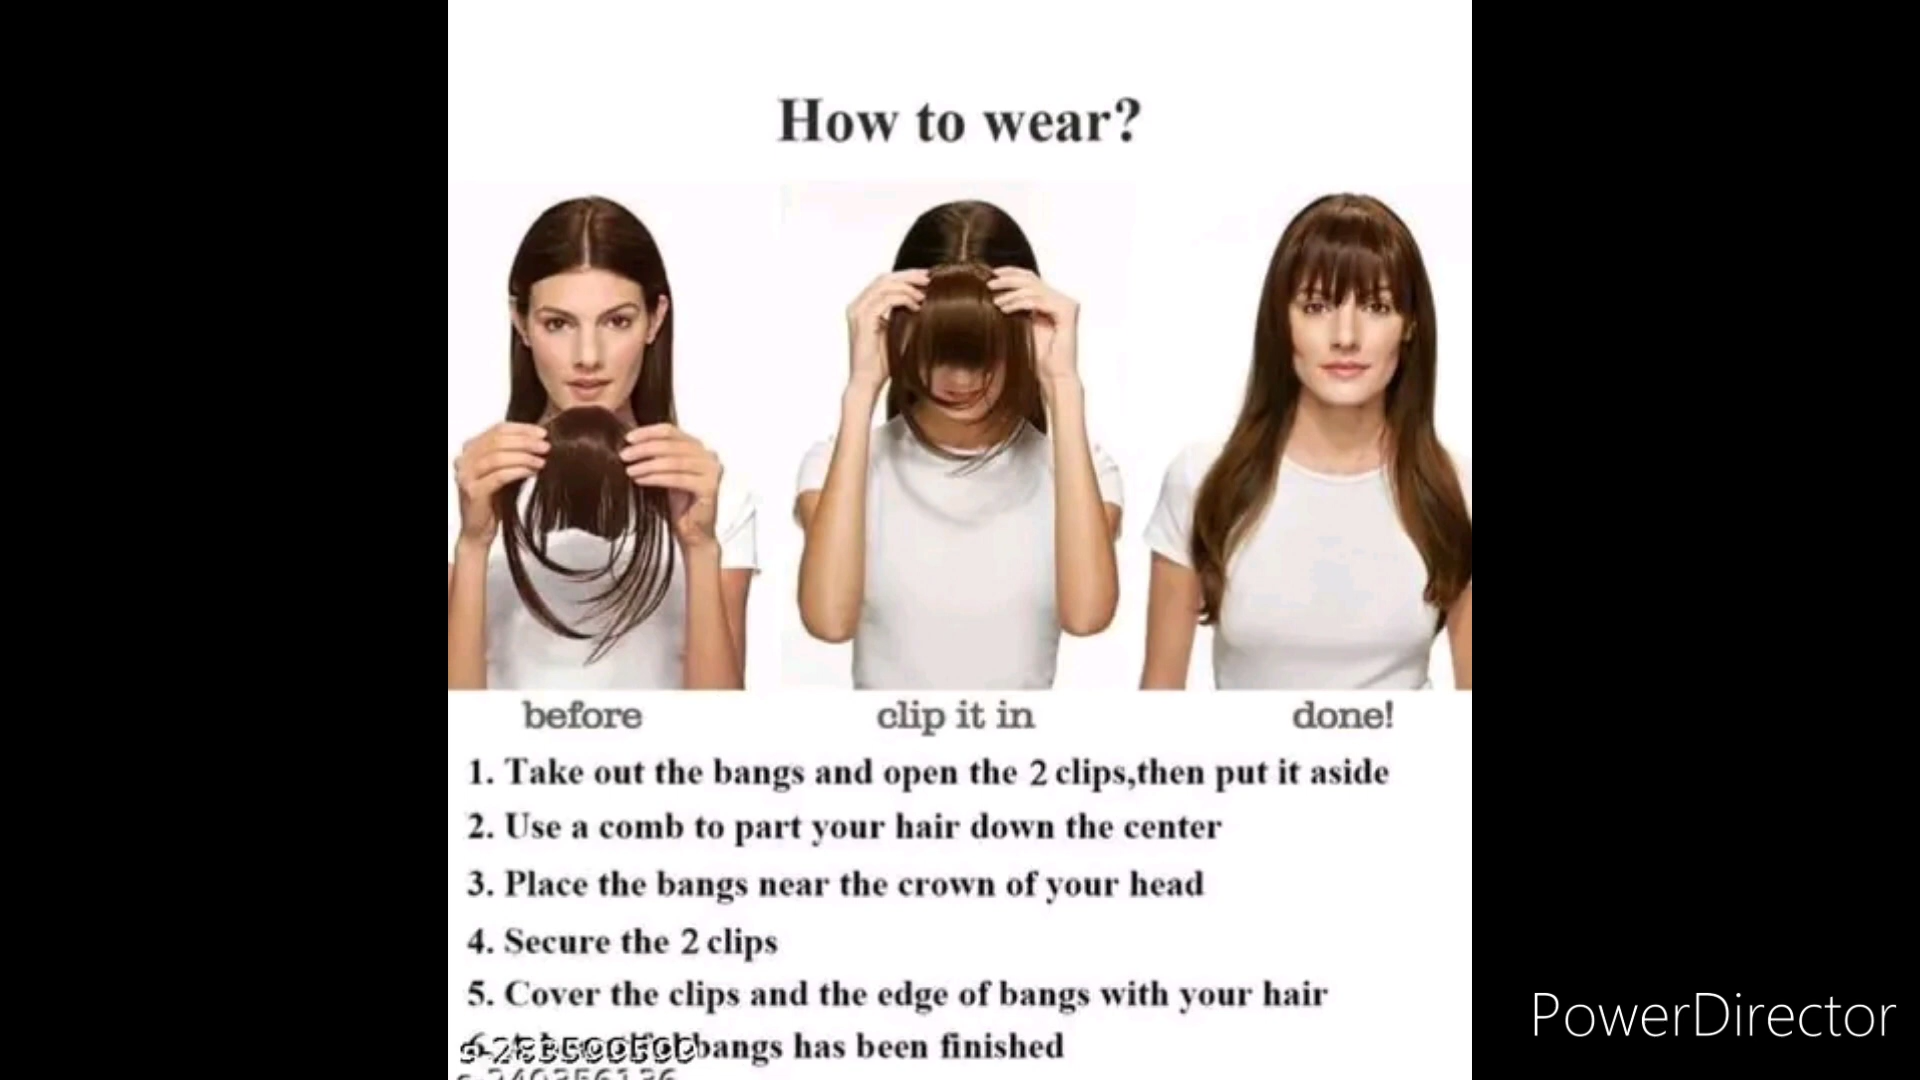 How to wear?
before clip it in done!
1. Take out the bangs and open the 2 clips,then put it aside
2. Use a comb to part your hair down the center
3. Place the bangs near the crown of your head
4. Secure the 2 clips
5. Cover the clips and the edge of bangs with your hair
bangs has been finished
PowerDirector